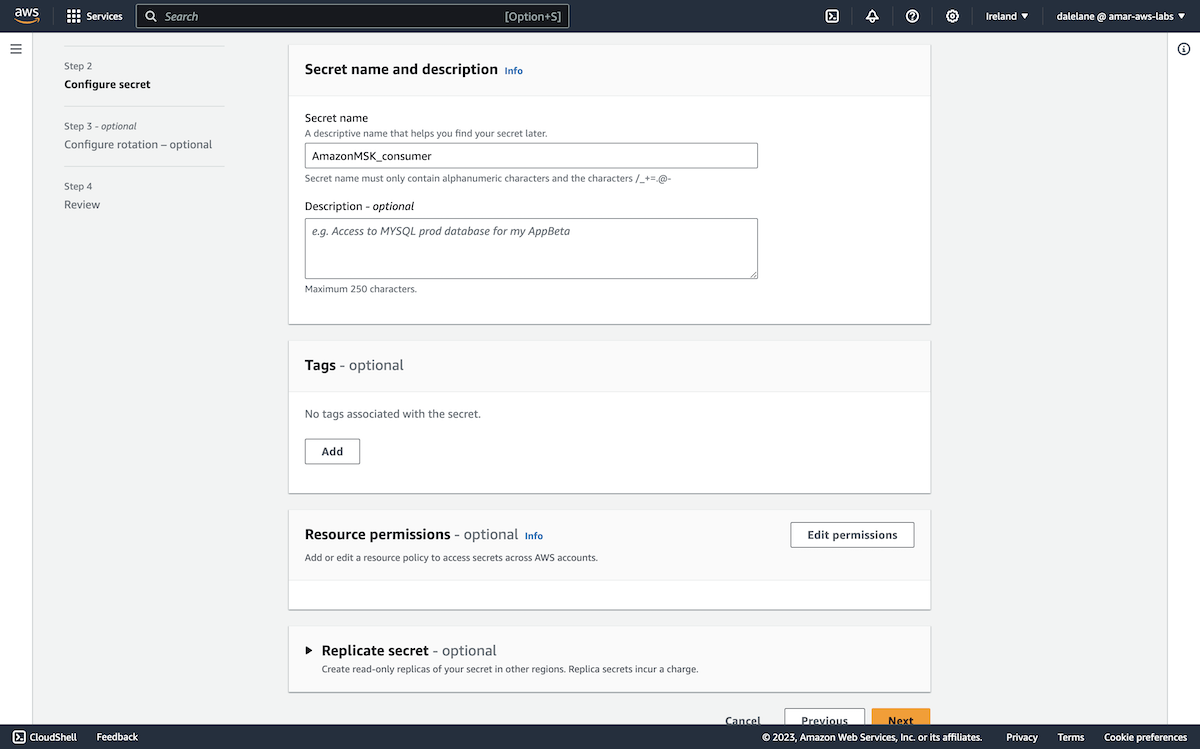 aws
Services
Search [Option+S]
Ireland ▼
dalelane @ amar-aws-labs ▼
Step 2
Configure secret
Step 3 - optional
Configure rotation – optional
Step 4
Review
Secret name and description Info
Secret name
A descriptive name that helps you find your secret later.
AmazonMSK_consumer
Secret name must only contain alphanumeric characters and the characters /_+=.@-
Description - optional
e.g. Access to MYSQL prod database for my AppBeta
Maximum 250 characters.
Tags - optional
No tags associated with the secret.
Add
Resource permissions - optional Info
Edit permissions
Add or edit a resource policy to access secrets across AWS accounts.
Replicate secret - optional
Create read-only replicas of your secret in other regions. Replica secrets incur a charge.
Cancel
Previous
Next
CloudShell
Feedback
© 2023, Amazon Web Services, Inc. or its affiliates.
Privacy
Terms
Cookie preferences